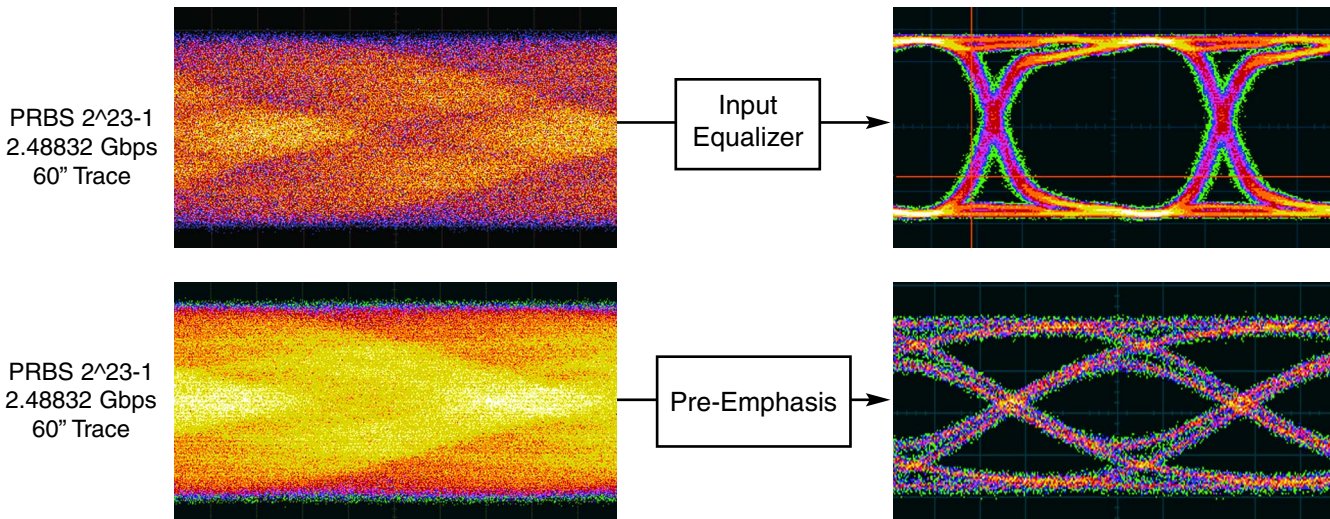 PRBS 2^23-1
2.48832 Gbps
60” Trace
Input
Equalizer
PRBS 2^23-1
2.48832 Gbps
60” Trace
Pre-Emphasis